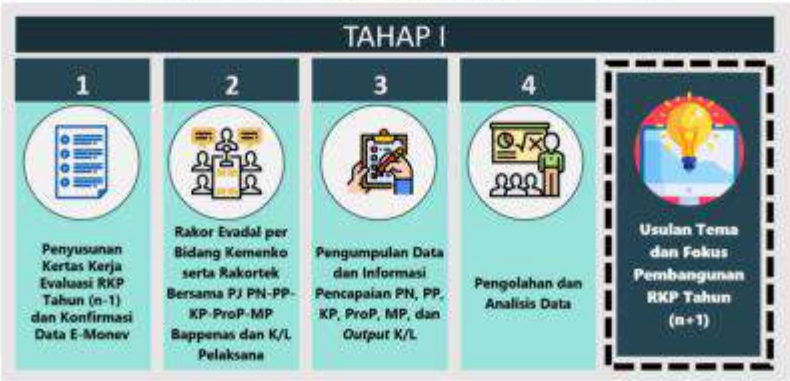 TAHAP I
1
Penyusunan
Kertas Kerja
Evaluasi RKP
Tahun (n-1)
dan Konfirmasi
Data E-Monev
2
Rakor Evadal per
Bidang Kemenko
serta Rakortek
Bersama PJ PN-PP-
KP-ProP-MP
Bappenas dan K/L
Pelaksana
3
Pengumpulan Data
dan Informasi
Pencapaian PN, PP,
KP, ProP, MP, dan
Output K/L
4
Pengolahan dan
Analisis Data
Usulan Tema
dan Fokus
Pembangunan
RKP Tahun
(n+1)